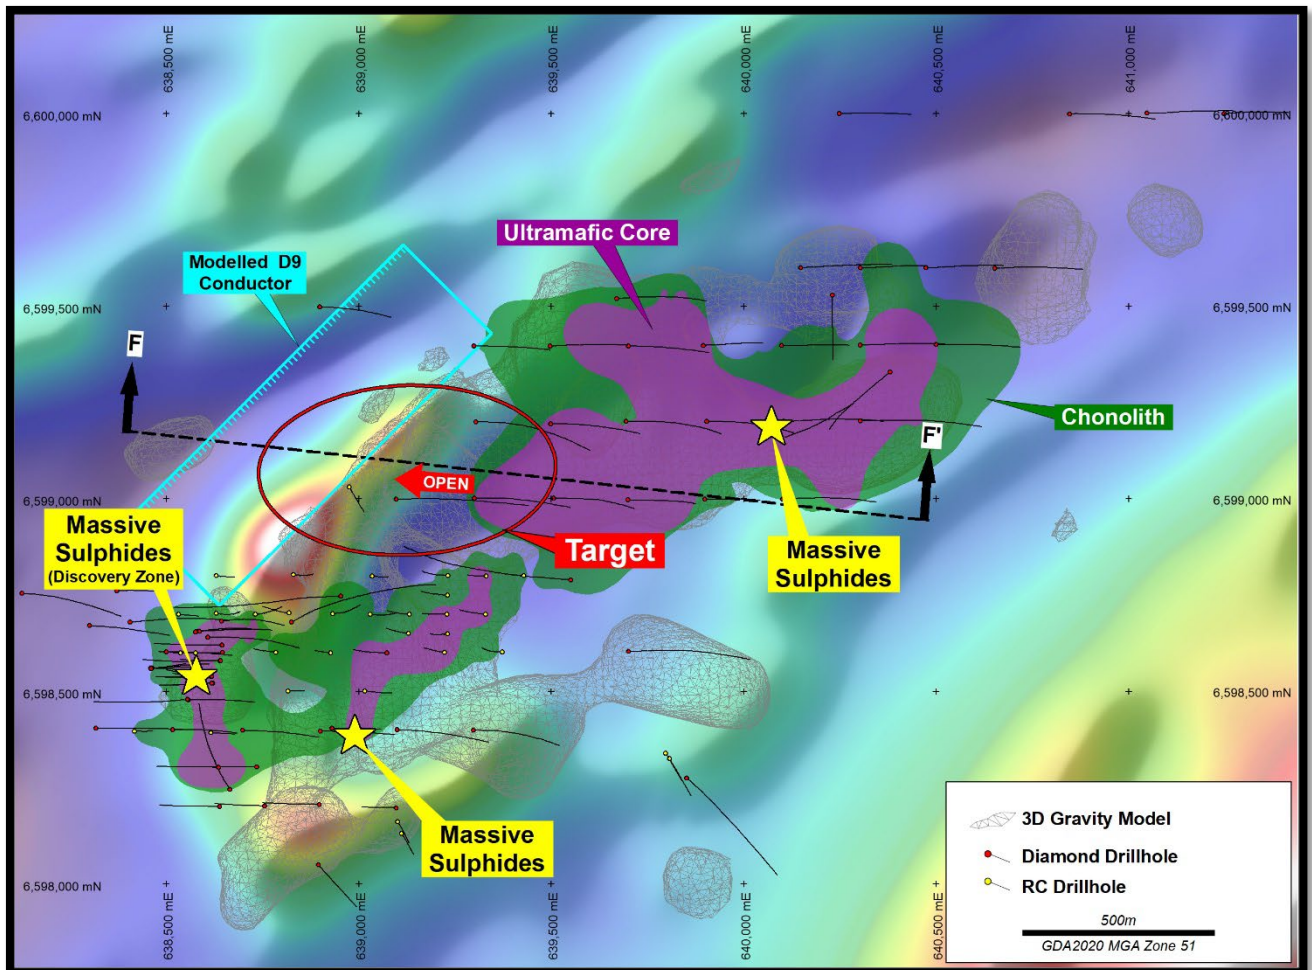 638,500 mE
639,000 mE
639,500 mE
640,000 mE
640,500 mE
641,000 mE
6,600,000 mN
6,600,000 mN
Ultramafic Core
Modelled D9
Conductor
6,599,500 mN
6,599,500 mN
F
Chonolith
F'
OPEN
6,599,000 mN
6,599,000 mN
Massive
Sulphides
(Discovery Zone)
Target
Massive
Sulphides
6,598,500 mN
6,598,500 mN
Massive
Sulphides
3D Gravity Model
Diamond Drillhole
RC Drillhole
500m
GDA2020 MGA Zone 51
6,598,000 mN
638,500 mE
639,000 mE
639,500 mE
640,000 mE
640,500 mE